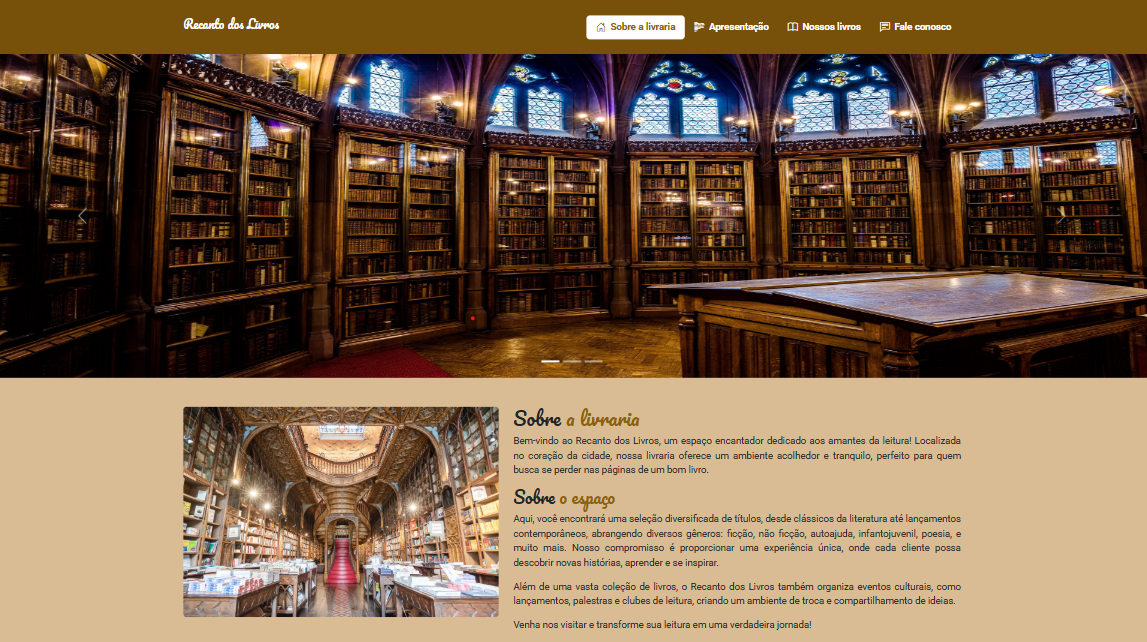 Recanto dos Livros
Sobre a livraria
Apresentação
Nossos livros
Fale conosco
Sobre a livraria
Bem-vindo ao Recanto dos Livros, um espaço encantador dedicado aos amantes da leitura! Localizada
no coração da cidade, nossa livraria oferece um ambiente acolhedor e tranquilo, perfeito para quem
busca se perder nas páginas de um bom livro.
Sobre o espaço
Aqui, você encontrará uma seleção diversificada de títulos, desde clássicos da literatura até lançamentos
contemporâneos, abrangendo diversos gêneros: ficção, não ficção, autoajuda, infantojuvenil, poesia, e
muito mais. Nosso compromisso é proporcionar uma experiência única, onde cada cliente possa
descobrir novas histórias, aprender e se inspirar.
Além de uma vasta coleção de livros, o Recanto dos Livros também organiza eventos culturais, como
lançamentos, palestras e clubes de leitura, criando um ambiente de troca e compartilhamento de ideias.
Venha nos visitar e transforme sua leitura em uma verdadeira jornada!